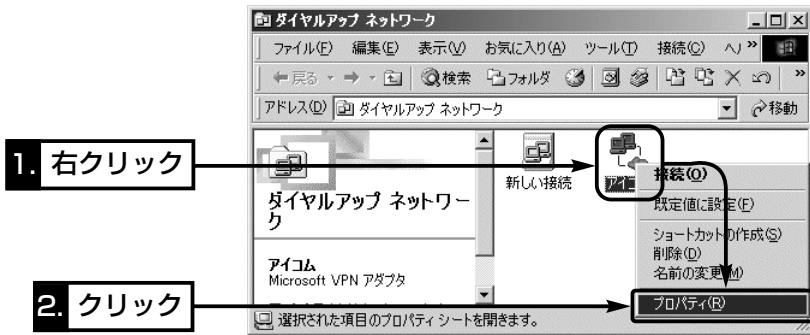 ダイヤルアップ ネットワーク
ファイル(F) 編集(E) 表示(V) お気に入り(A) ツール(T) 接続(C) ヘ »
戻る 検索 フォルダ »
アドレス(D) ダイヤルアップ ネットワーク 移動
1. 右クリック
新しい接続
ダイヤルアップ ネットワー
ク
アイコム
Microsoft VPN アダプタ
接続(O)
既定値に設定(F)
ショートカットの作成(S)
削除(D)
名前の変更(M)
プロパティ(R)
2. クリック
選択された項目のプロパティ シートを開きます。